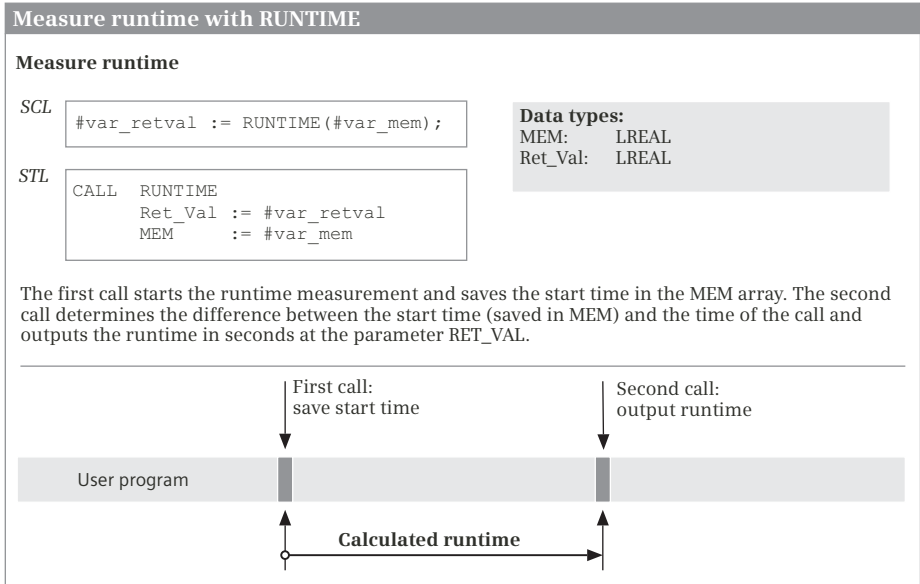 Measure runtime with RUNTIME
Measure runtime
SCL
#var_retval := RUNTIME(#var_mem);
Data types:
MEM: LREAL
Ret_Val: LREAL
STL
CALL RUNTIME
Ret_Val := #var_retval
MEM := #var_mem
The first call starts the runtime measurement and saves the start time in the MEM array. The second
call determines the difference between the start time (saved in MEM) and the time of the call and
outputs the runtime in seconds at the parameter RET_VAL.
First call:
save start time
Second call:
output runtime
User program
Calculated runtime